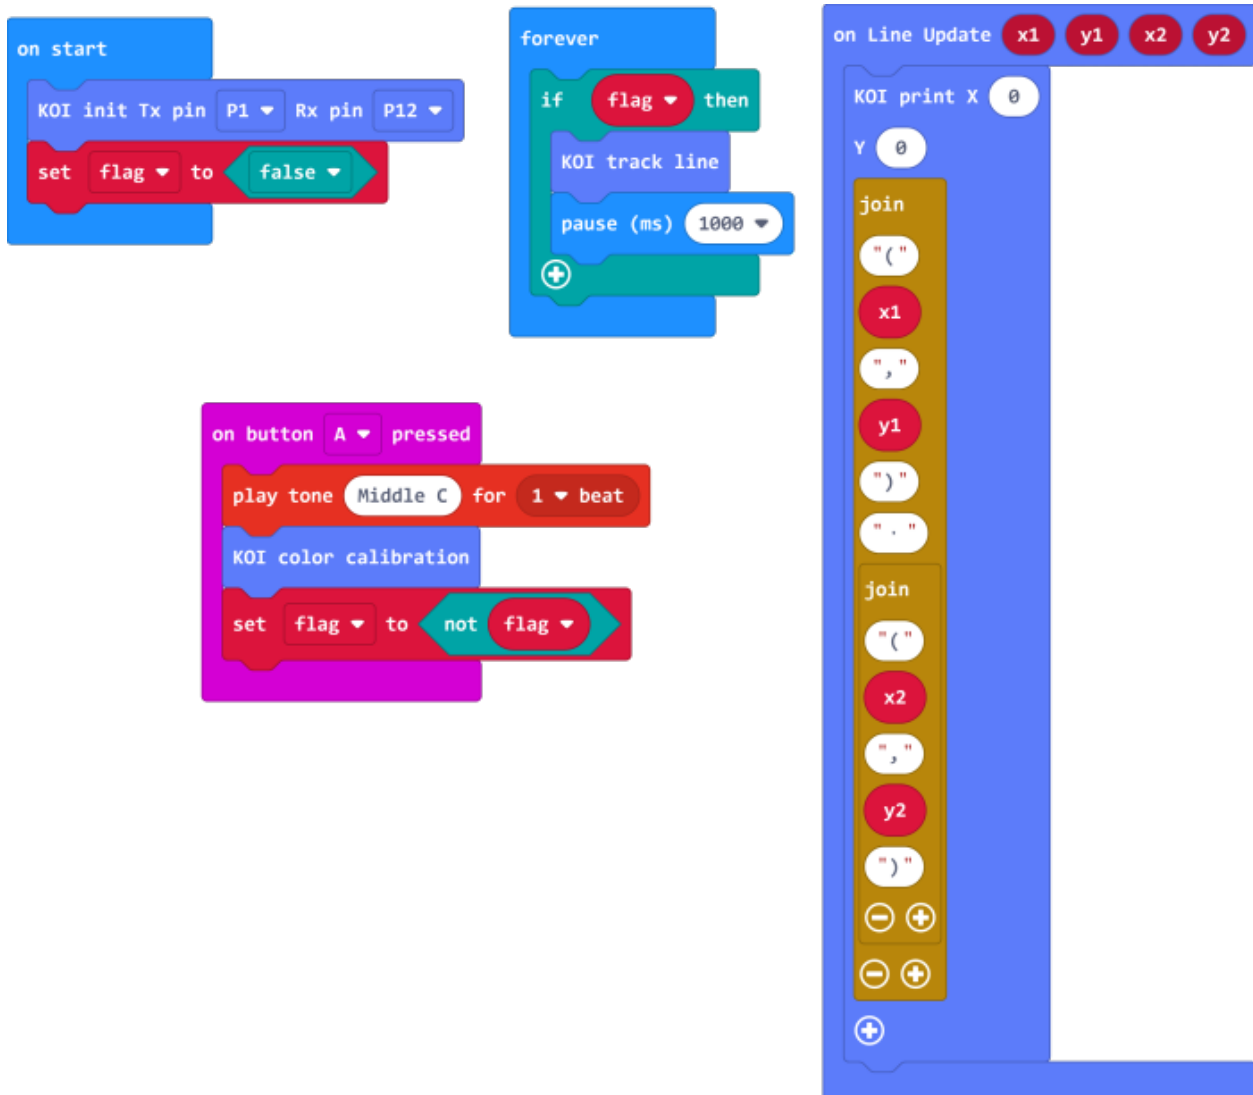 on start
KOI init Tx pin P1 Rx pin P12
set flag to false
forever
if flag then
KOI track line
pause (ms) 1000
on button A pressed
play tone Middle C for 1 beat
KOI color calibration
set flag to not flag
on Line Update x1 y1 x2 y2
KOI print X 0
Y 0
join
"("
x1
","
y1
")"
"·"
join
"("
x2
","
y2
")"